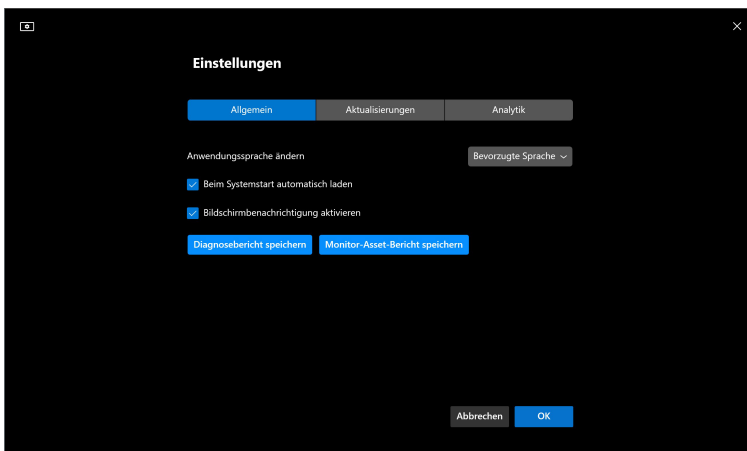 Einstellungen
Allgemein Aktualisierungen Analytik
Anwendungssprache ändern Bevorzugte Sprache
Beim Systemstart automatisch laden
Bildschirmbenachrichtigung aktivieren
Diagnosebericht speichern Monitor-Asset-Bericht speichern
Abbrechen OK